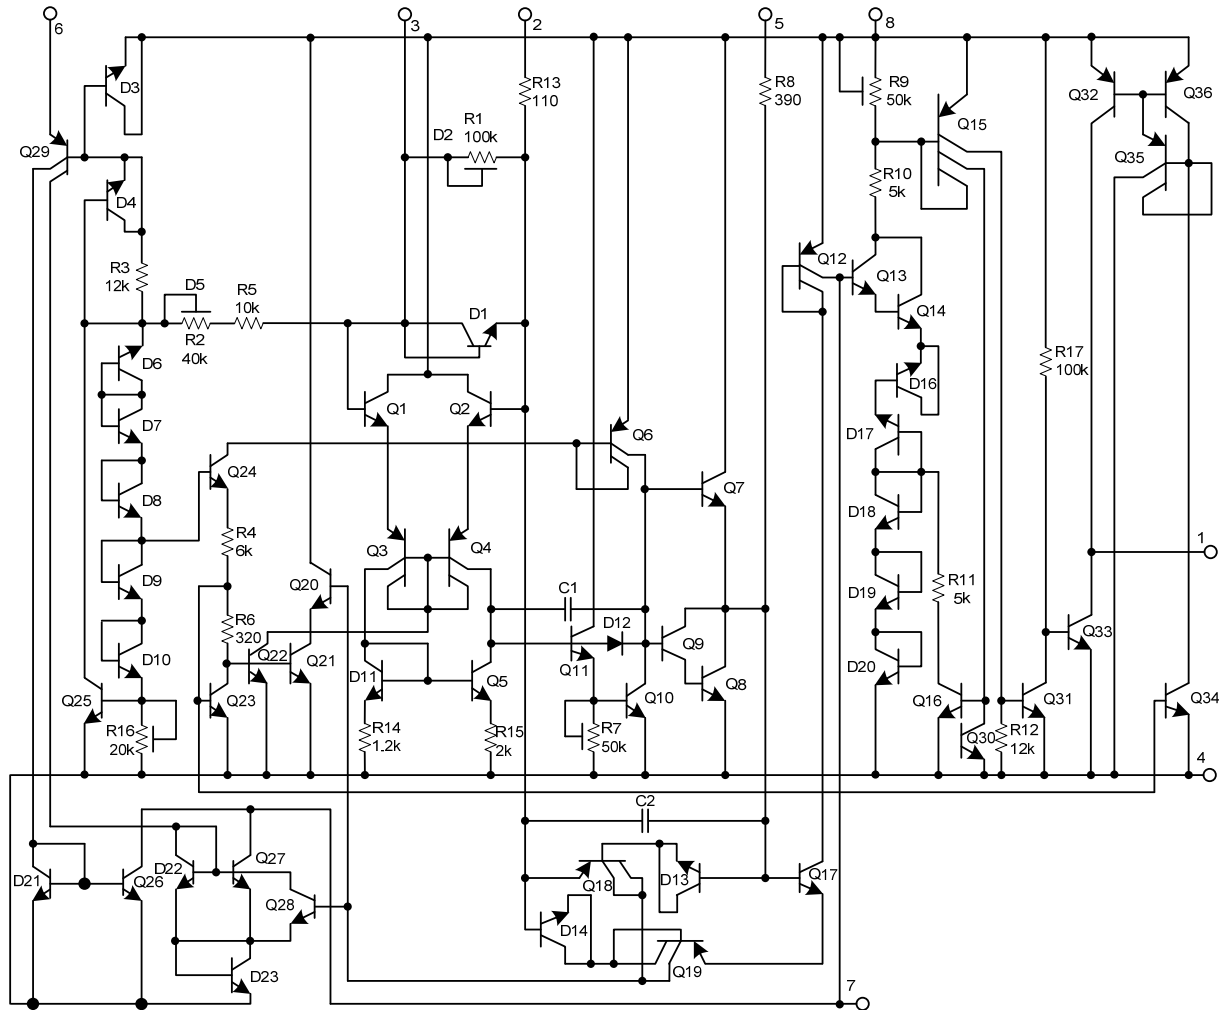 6
3
2
5
8
D3
R13
110
R8
390
R9
50k
Q32
Q36
Q29
D2
R1
100k
Q15
Q35
D4
R10
5k
R3
12k
D5
R5
10k
R2
40k
D1
Q12
Q13
Q14
D6
D7
Q1
Q2
Q6
D16
D17
R17
100k
Q24
D8
Q7
D18
R4
6k
Q3
Q4
1
D9
Q20
C1
D19
R11
5k
R6
320
D12
Q9
Q33
D10
Q22
Q21
D11
Q5
Q11
Q10
Q8
D20
Q25
Q23
Q16
Q31
Q34
R16
20k
R14
1.2k
R15
2k
R7
50k
Q30
R12
12k
4
C2
D21
Q26
D22
Q27
Q28
Q18
D13
Q17
D14
Q19
D23
7